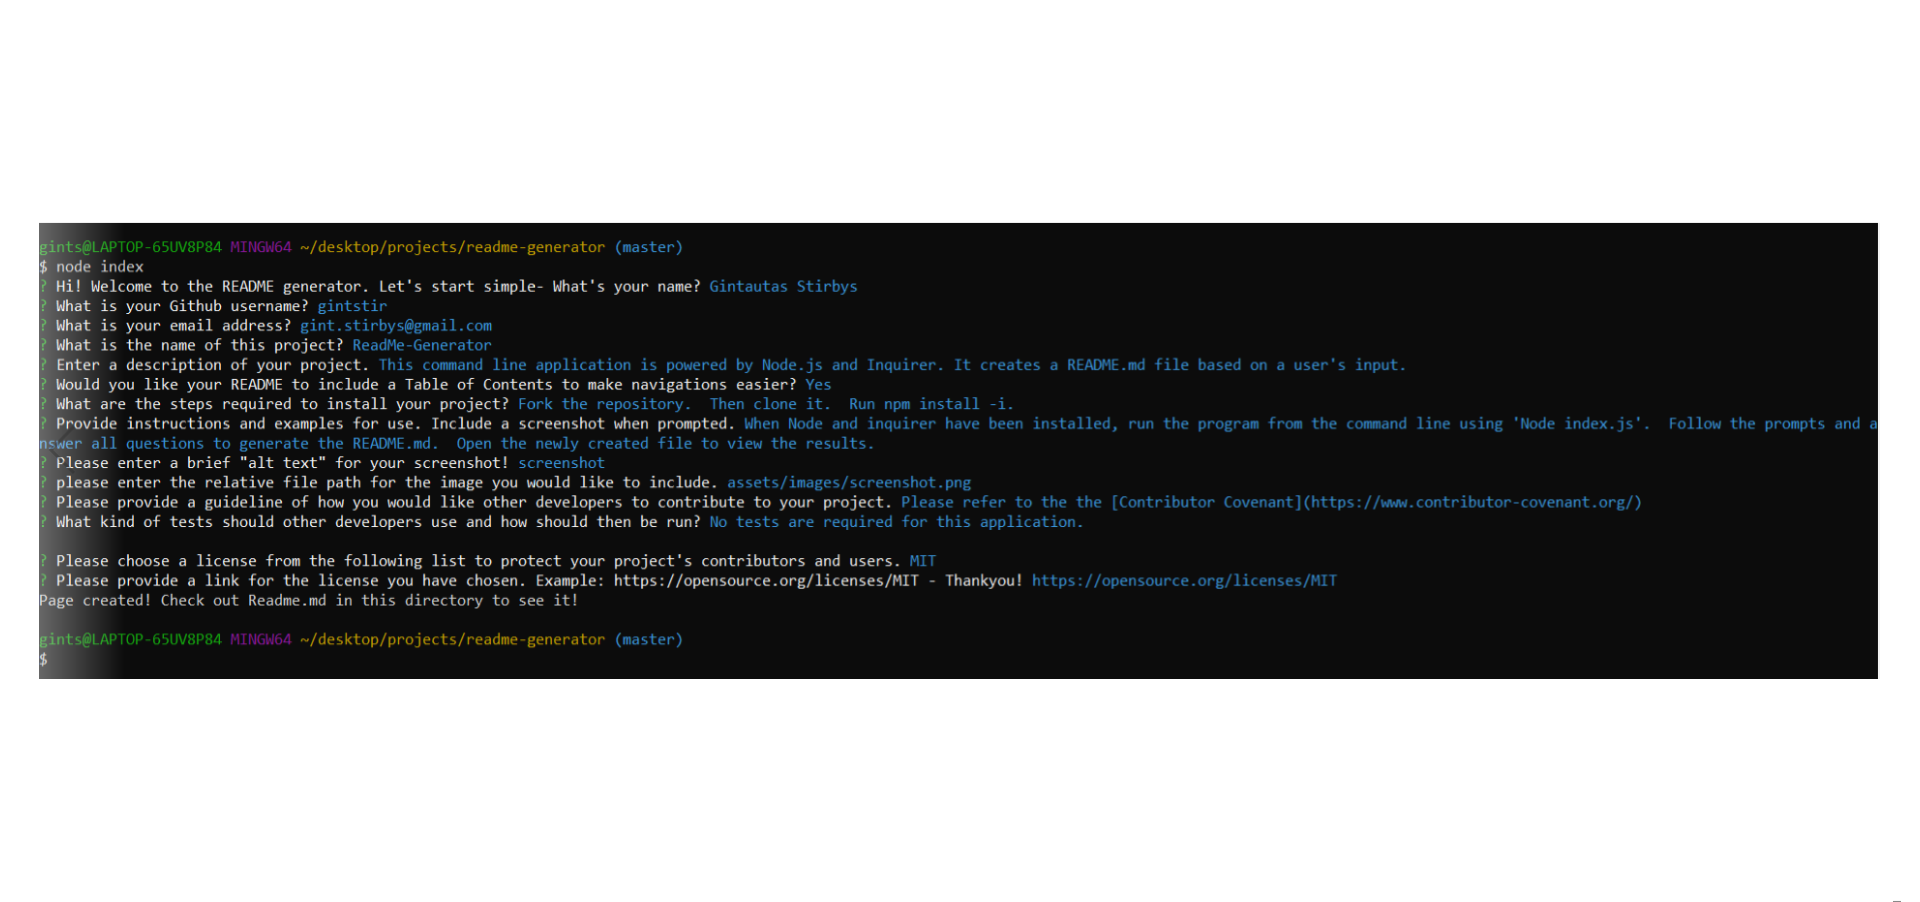 gints@LAPTOP-65UV8P84 MINGW64 ~/desktop/projects/readme-generator (master)
$ node index
? Hi! Welcome to the README generator. Let's start simple- What's your name? Gintautas Stirbys
? What is your Github username? gintstir
? What is your email address? gint.stirbys@gmail.com
? What is the name of this project? ReadMe-Generator
? Enter a description of your project. This command line application is powered by Node.js and Inquirer. It creates a README.md file based on a user's input.
? Would you like your README to include a Table of Contents to make navigations easier? Yes
? What are the steps required to install your project? Fork the repository.  Then clone it.  Run npm install -i.
? Provide instructions and examples for use. Include a screenshot when prompted. When Node and inquirer have been installed, run the program from the command line using 'Node index.js'.  Follow the prompts and a
nswer all questions to generate the README.md.  Open the newly created file to view the results.
? Please enter a brief "alt text" for your screenshot! screenshot
? please enter the relative file path for the image you would like to include. assets/images/screenshot.png
? Please provide a guideline of how you would like other developers to contribute to your project. Please refer to the the [Contributor Covenant](https://www.contributor-covenant.org/)
? What kind of tests should other developers use and how should then be run? No tests are required for this application.
? Please choose a license from the following list to protect your project's contributors and users. MIT
? Please provide a link for the license you have chosen. Example: https://opensource.org/licenses/MIT - Thankyou! https://opensource.org/licenses/MIT
Page created! Check out Readme.md in this directory to see it!
gints@LAPTOP-65UV8P84 MINGW64 ~/desktop/projects/readme-generator (master)
$